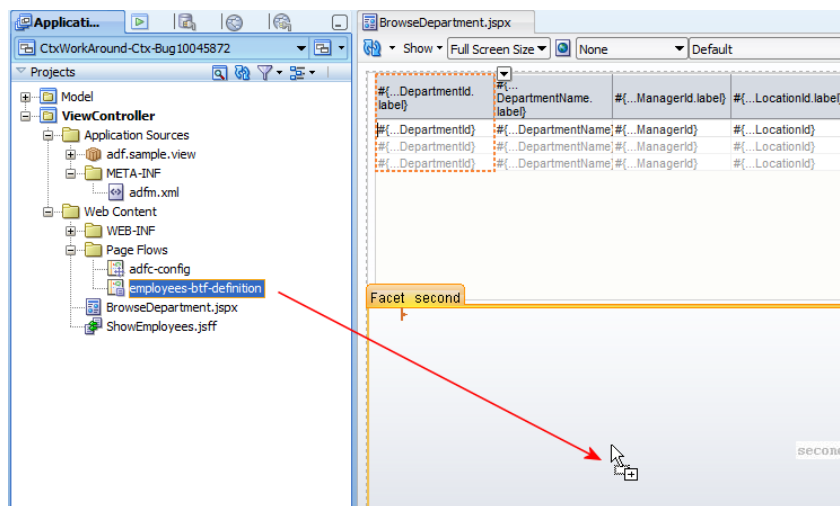 Applicati...
BrowseDepartment.jspx
CtxWorkAround-Ctx-Bug10045872
Show Full Screen Size None Default
Projects
Model
ViewController
Application Sources
adf.sample.view
META-INF
adfm.xml
Web Content
WEB-INF
Page Flows
adfc-config
employees-btf-definition
BrowseDepartment.jspx
ShowEmployees.jsff
#{...DepartmentId.
label}
#{...
DepartmentName.
label}
#{...ManagerId.label}
#{...LocationId.label}
#{...DepartmentId} #{...DepartmentName} #{...ManagerId} #{...LocationId}
#{...DepartmentId} #{...DepartmentName} #{...ManagerId} #{...LocationId}
#{...DepartmentId} #{...DepartmentName} #{...ManagerId} #{...LocationId}
Facet second
second